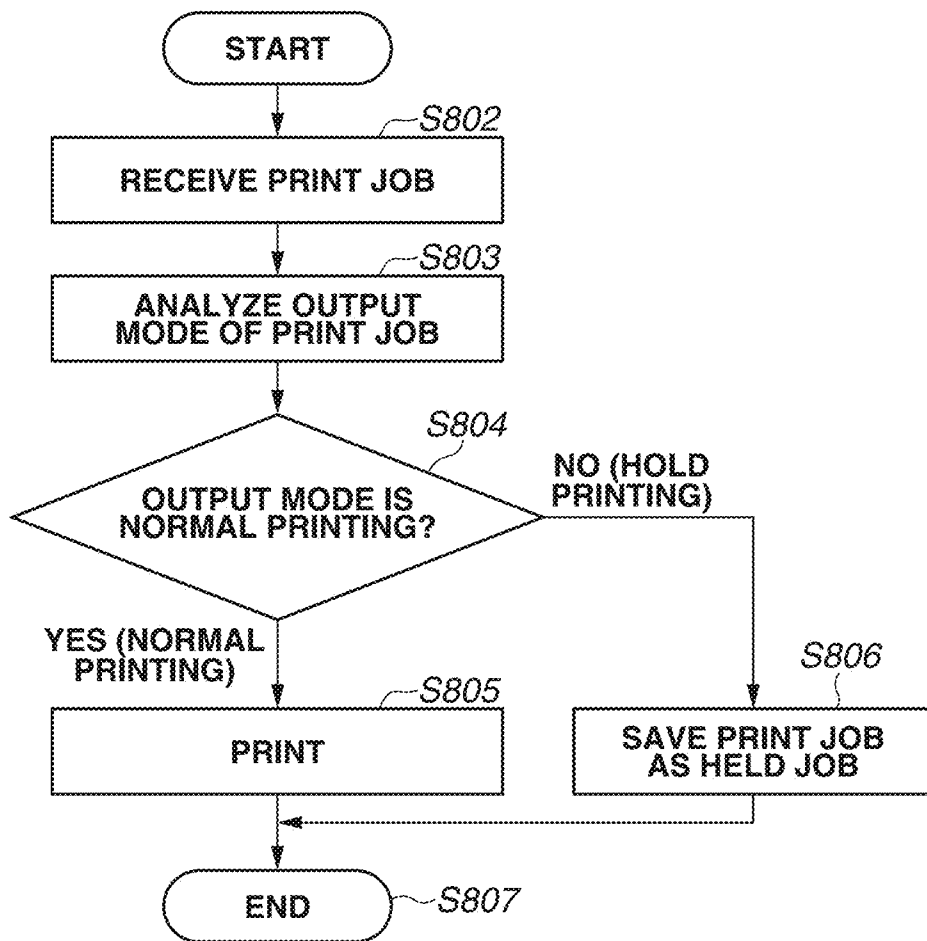 START
S802
RECEIVE PRINT JOB
S803
ANALYZE OUTPUT
MODE OF PRINT JOB
S804
OUTPUT MODE IS
NORMAL PRINTING?
NO (HOLD
PRINTING)
YES (NORMAL
PRINTING)
S805
PRINT
S806
SAVE PRINT JOB
AS HELD JOB
END
S807